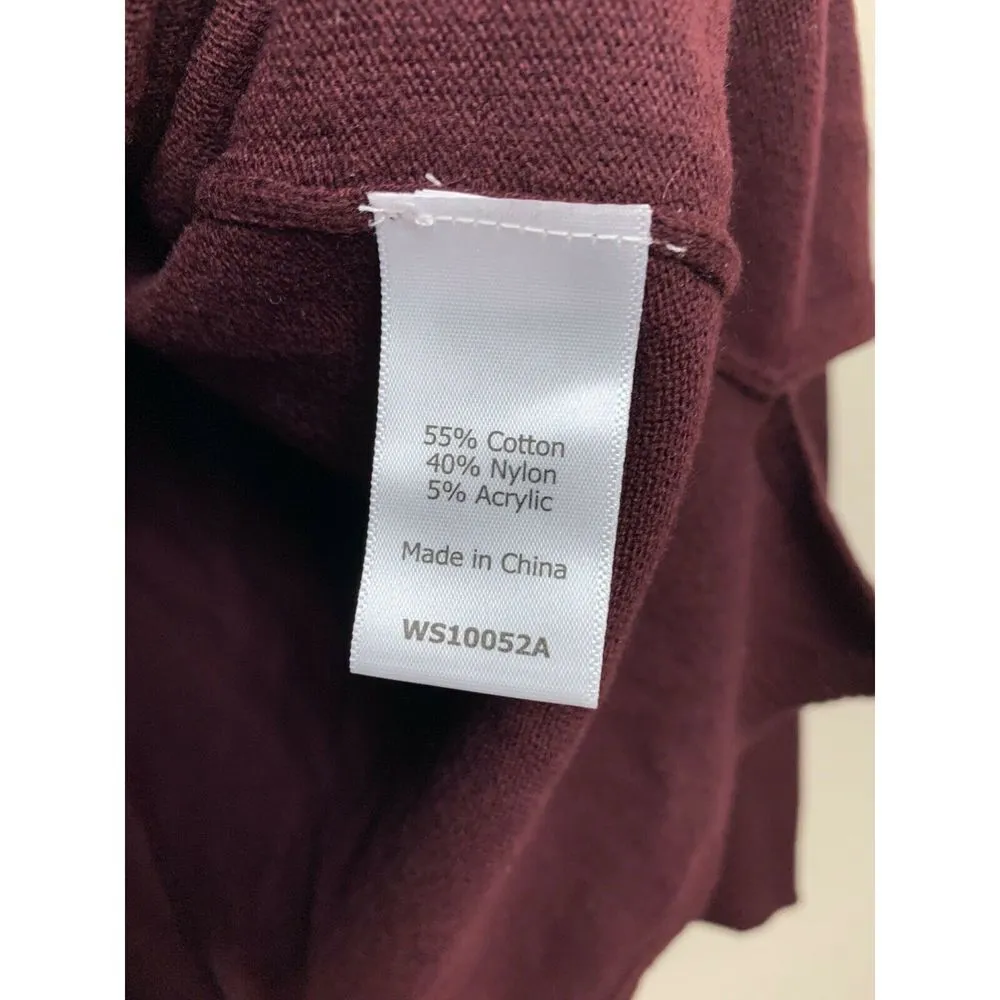 55% Cotton
40% Nylon
5% Acrylic
Made in China
WS10052A